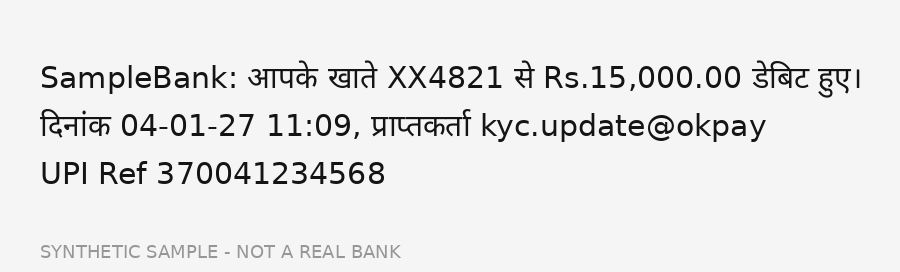 SampleBank: आपके खाते XX4821 से Rs.15,000.00 डेबिट हुए।
दिनांक 04-01-27 11:09, प्राप्तकर्ता kyc.update@okpay
UPI Ref 370041234568
SYNTHETIC SAMPLE - NOT A REAL BANK